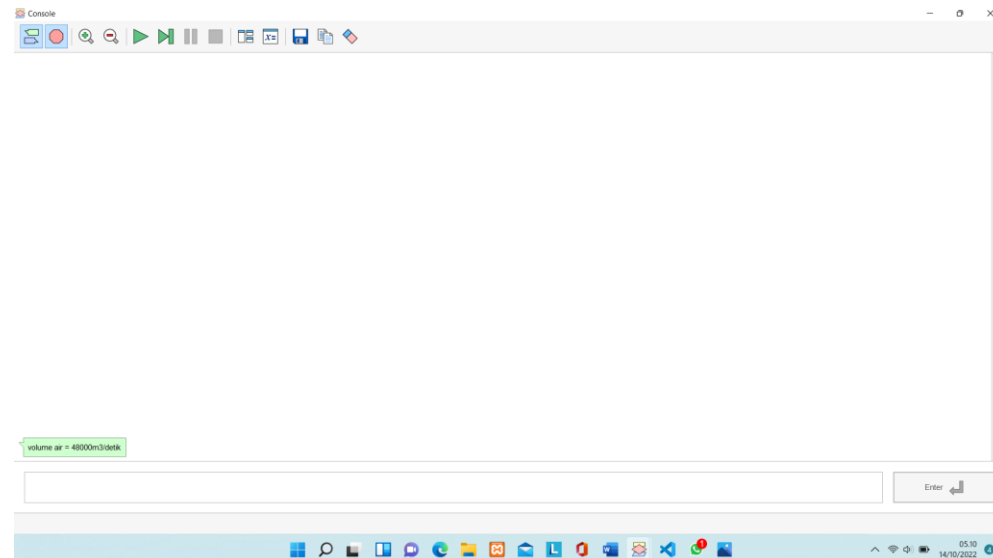 Console
volume air = 48000m3/detik
Enter
05.10
14/10/2022